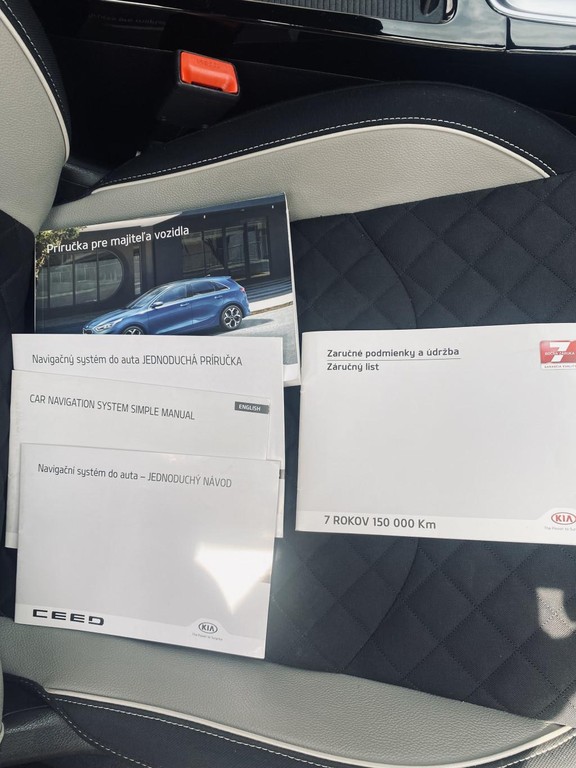 Príručka pre majiteľa vozidla
Navigačný systém do auta JEDNODUCHÁ PRÍRUČKA
CAR NAVIGATION SYSTEM SIMPLE MANUAL
ENGLISH
Navigační systém do auta – JEDNODUCHÝ NÁVOD
CEED
KIA
Záručné podmienky a údržba
Záručný list
7
7 ROKOV 150 000 Km
KIA